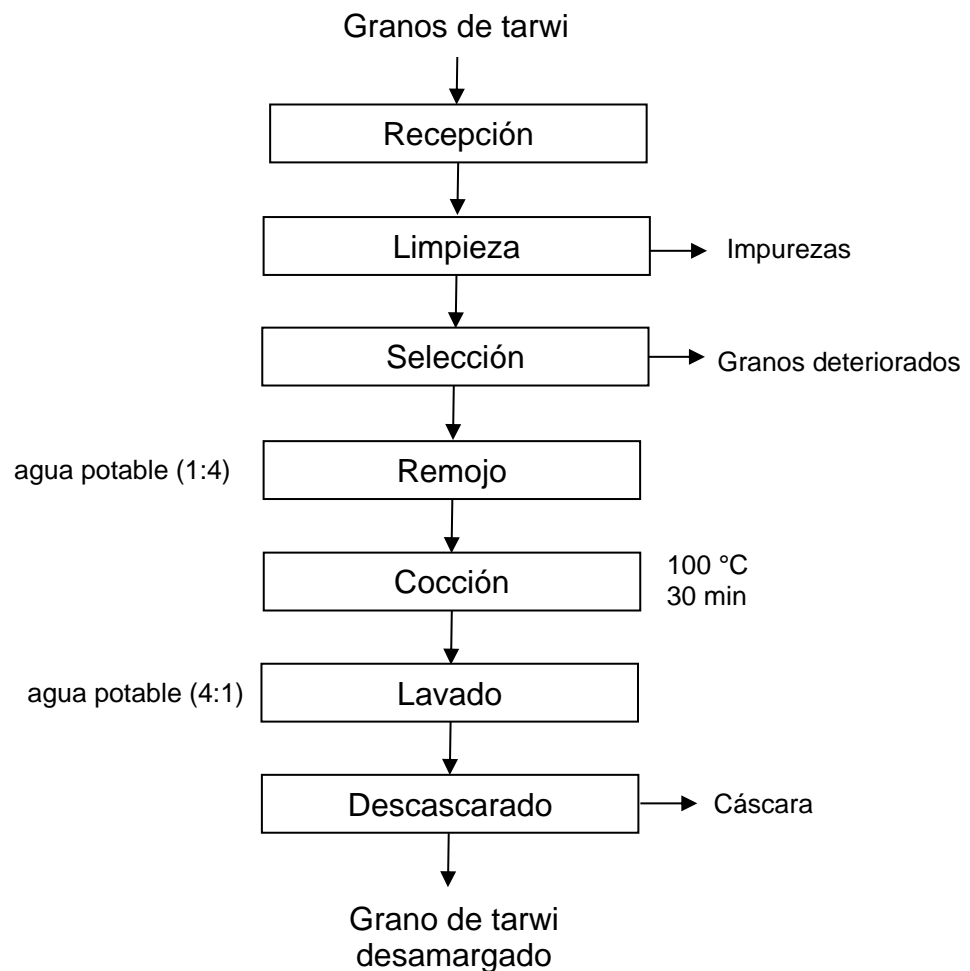 Granos de tarwi
Recepción
Limpieza
Impurezas
Selección
Granos deteriorados
agua potable (1:4)
Remojo
Cocción
100 °C
30 min
agua potable (4:1)
Lavado
Descascarado
Cáscara
Grano de tarwi
desamargado